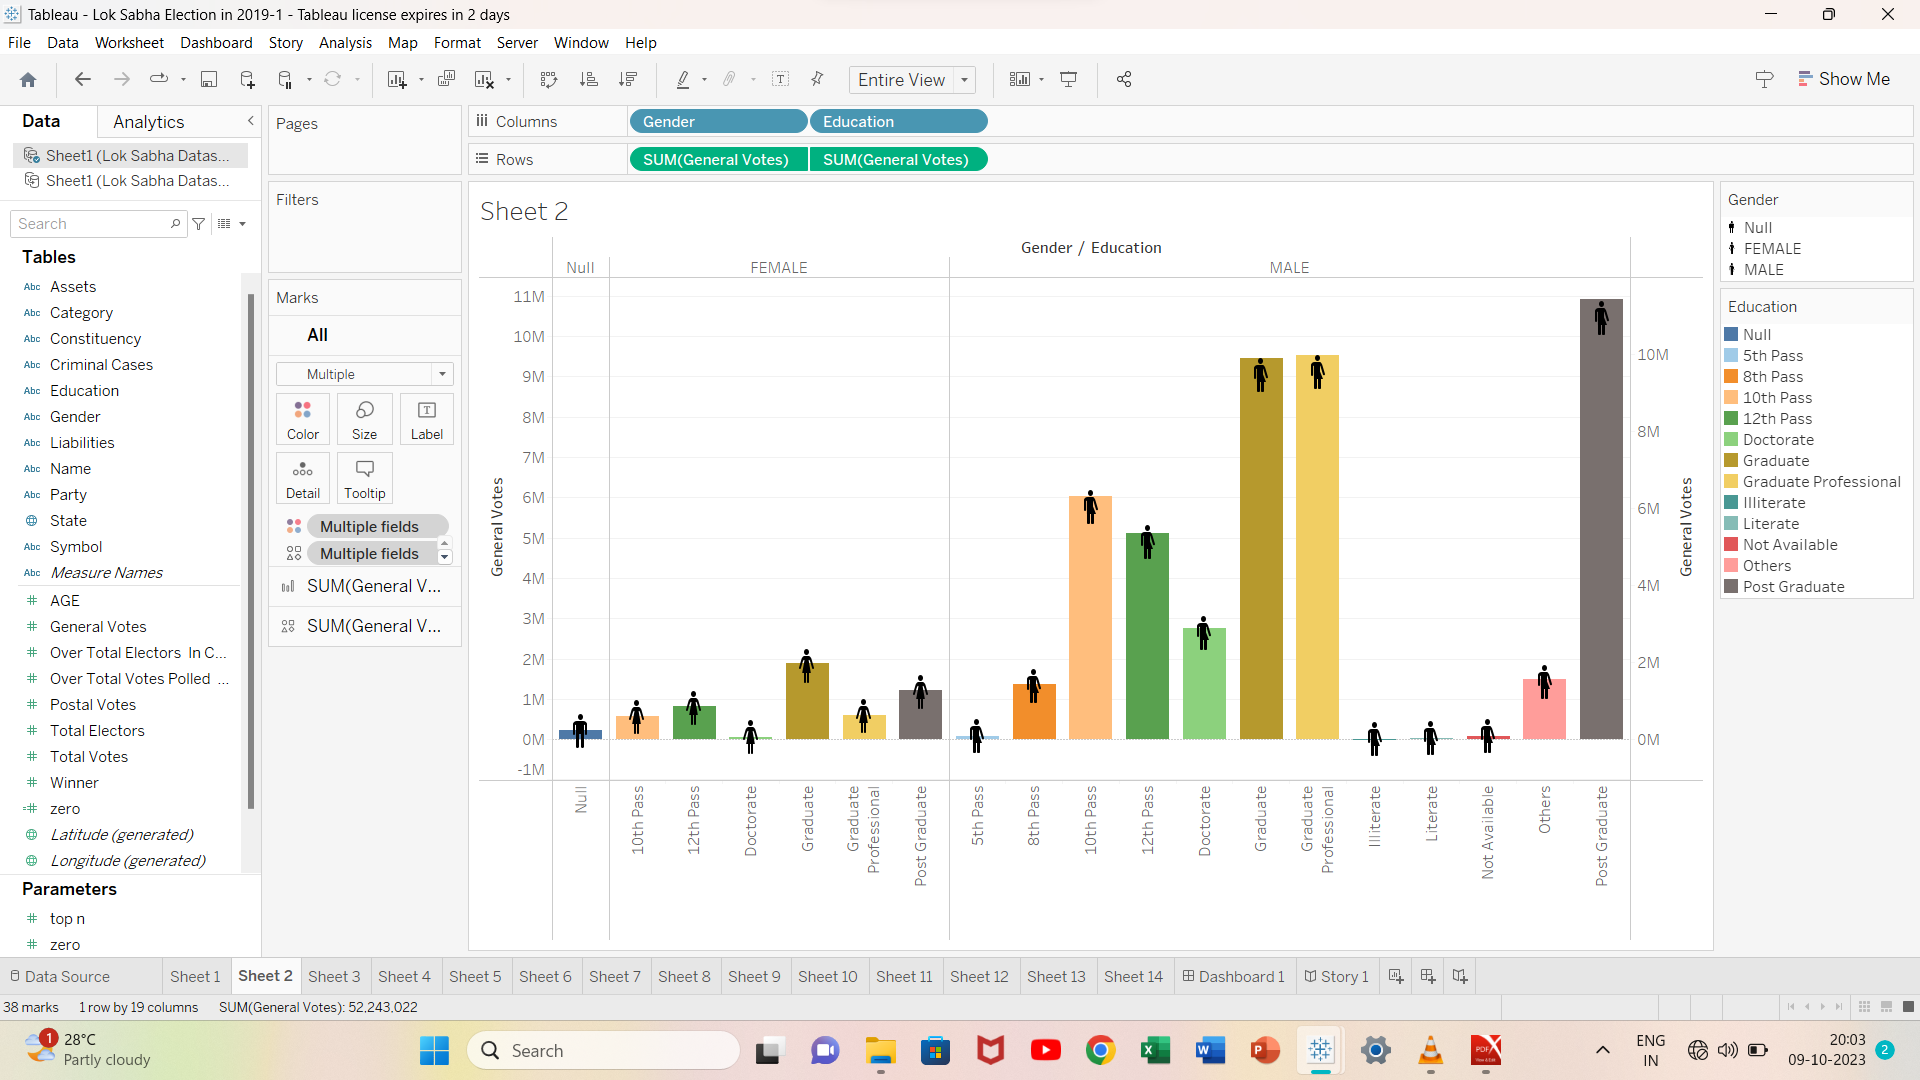 Tableau - Lok Sabha Election in 2019-1 - Tableau license expires in 2 days
File Data Worksheet Dashboard Story Analysis Map Format Server Window Help
Entire View
Show Me
Data Analytics
Sheet1 (Lok Sabha Datas...
Sheet1 (Lok Sabha Datas...
Search
Tables
Abc Assets
Abc Category
Abc Constituency
Abc Criminal Cases
Abc Education
Abc Gender
Abc Liabilities
Abc Name
Abc Party
State
Abc Symbol
Abc Measure Names
# AGE
# General Votes
# Over Total Electors In C...
# Over Total Votes Polled ...
# Postal Votes
# Total Electors
# Total Votes
# Winner
=# zero
Latitude (generated)
Longitude (generated)
Parameters
# top n
# zero
Pages
Filters
Marks
All
Multiple
Color Size Label
Detail Tooltip
Multiple fields
Multiple fields
SUM(General V...
SUM(General V...
Columns Gender Education
Rows SUM(General Votes) SUM(General Votes)
Sheet 2
Gender / Education
Null FEMALE MALE
General Votes
11M
10M
9M
8M
7M
6M
5M
4M
3M
2M
1M
0M
-1M
10M
8M
6M
4M
2M
0M
General Votes
Null
10th Pass
12th Pass
Doctorate
Graduate
Graduate
Professional
Post Graduate
5th Pass
8th Pass
10th Pass
12th Pass
Doctorate
Graduate
Graduate
Professional
Illiterate
Literate
Not Available
Others
Post Graduate
Gender
Null
FEMALE
MALE
Education
Null
5th Pass
8th Pass
10th Pass
12th Pass
Doctorate
Graduate
Graduate Professional
Illiterate
Literate
Not Available
Others
Post Graduate
Data Source Sheet 1 Sheet 2 Sheet 3 Sheet 4 Sheet 5 Sheet 6 Sheet 7 Sheet 8 Sheet 9 Sheet 10 Sheet 11 Sheet 12 Sheet 13 Sheet 14 Dashboard 1 Story 1
38 marks 1 row by 19 columns SUM(General Votes): 52,243,022
1
28°C
Partly cloudy
Search
ENG
IN
20:03
09-10-2023
2